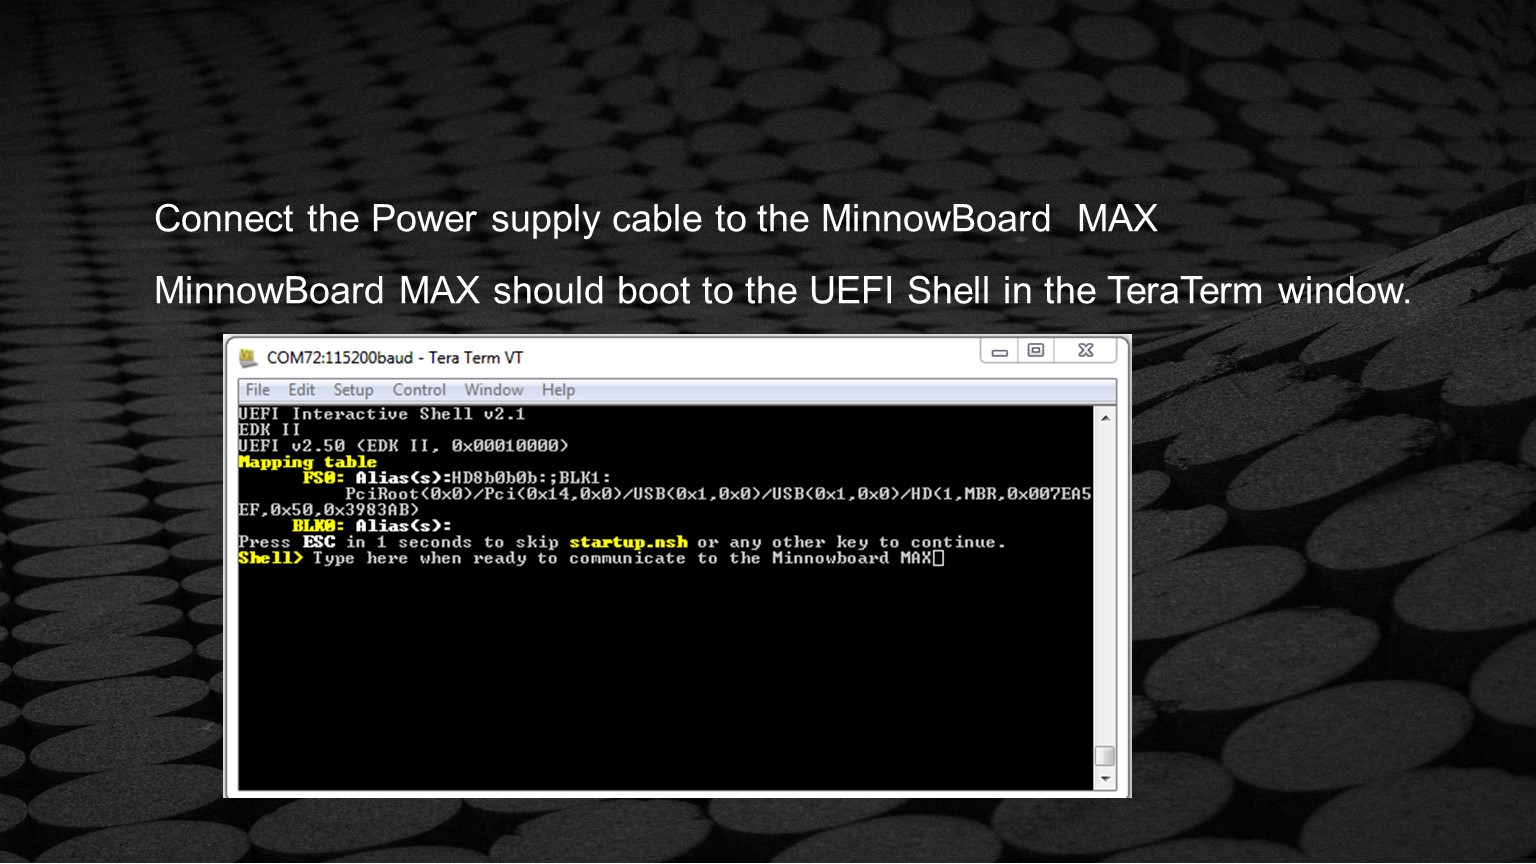 Connect the Power supply cable to the MinnowBoard  MAX
MinnowBoard MAX should boot to the UEFI Shell in the TeraTerm window.
COM72:115200baud - Tera Term VT
File Edit Setup Control Window Help
UEFI Interactive Shell v2.1
EDK II
UEFI v2.50 (EDK II, 0x00010000)
Mapping table
FS0: Alias(s):HD8b0b0b:;BLK1:
PciRoot(0x0)/Pci(0x14,0x0)/USB(0x1,0x0)/USB(0x1,0x0)/HD(1,MBR,0x007EA5
EF,0x50,0x3983AB)
BLK0: Alias(s):
Press ESC in 1 seconds to skip startup.nsh or any other key to continue.
Shell> Type here when ready to communicate to the Minnowboard MAX